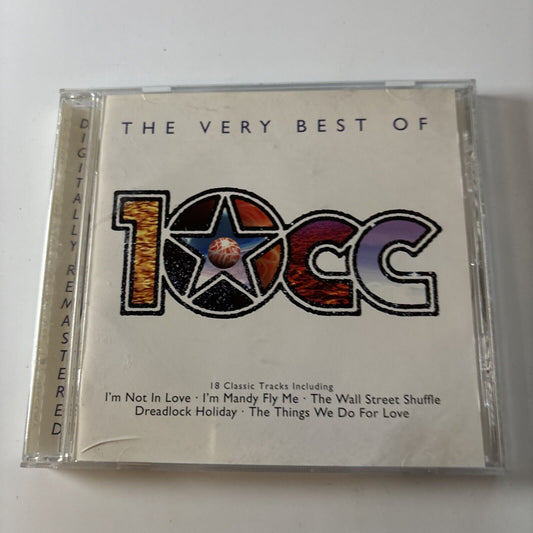 DIGITALLY REMASTERED
THE VERY BEST OF
10cc
18 Classic Tracks Including
I'm Not In Love · I'm Mandy Fly Me · The Wall Street Shuffle
Dreadlock Holiday · The Things We Do For Love